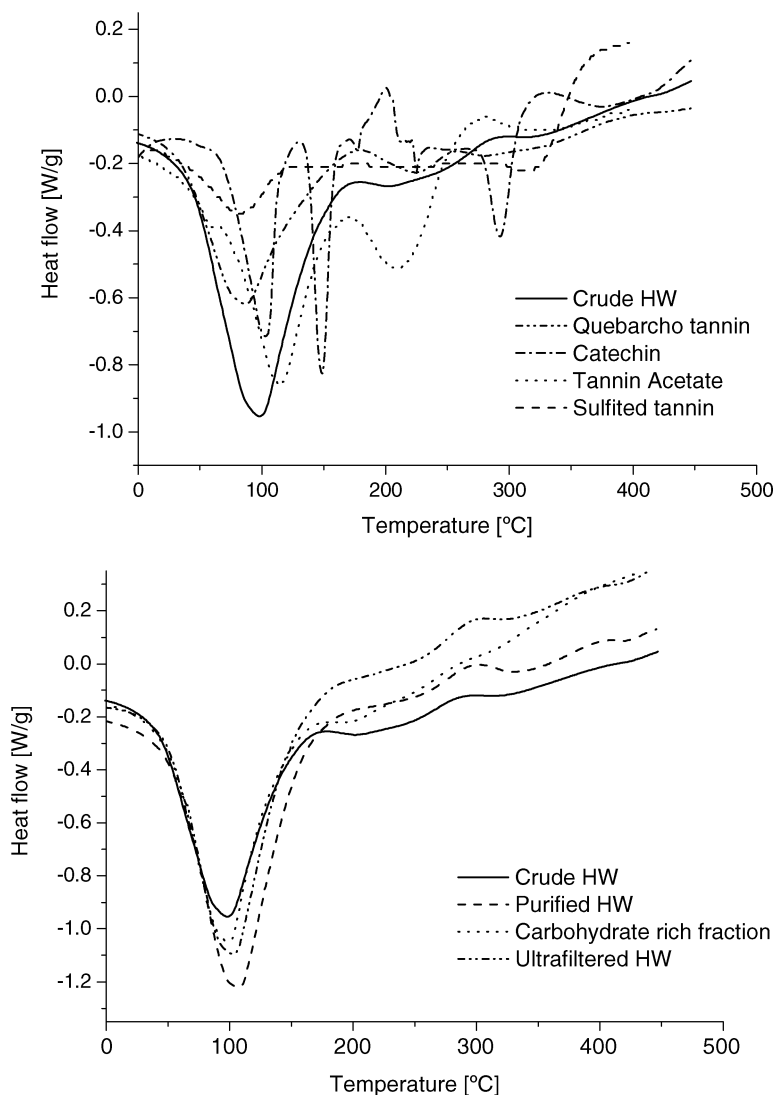 0.2
0.0
-0.2
-0.4
-0.6
-0.8
-1.0
Heat flow [W/g]
Crude HW
Quebarcho tannin
Catechin
Tannin Acetate
Sulfited tannin
0 100 200 300 400 500
Temperature [ºC]
0.2
0.0
-0.2
-0.4
-0.6
-0.8
-1.0
-1.2
Heat flow [W/g]
Crude HW
Purified HW
Carbohydrate rich fraction
Ultrafiltered HW
0 100 200 300 400 500
Temperature [ºC]